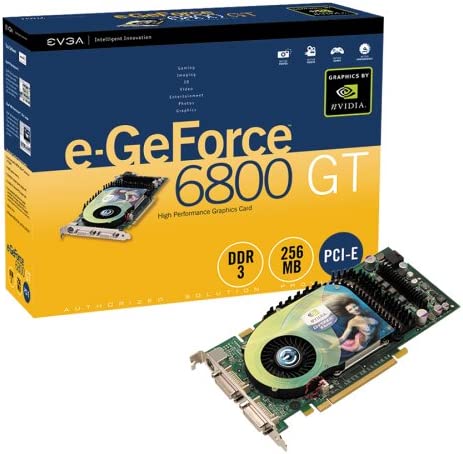 EVGA | Intelligent Innovation
Gaming
Imaging
3D
Video
Entertainment
Photos
Graphics
GRAPHICS BY
NVIDIA
e-GeForce
6800 GT
High Performance Graphics Card
DDR
3
256
MB
PCI-E
AUTHORIZED SOLUTION
NVIDIA